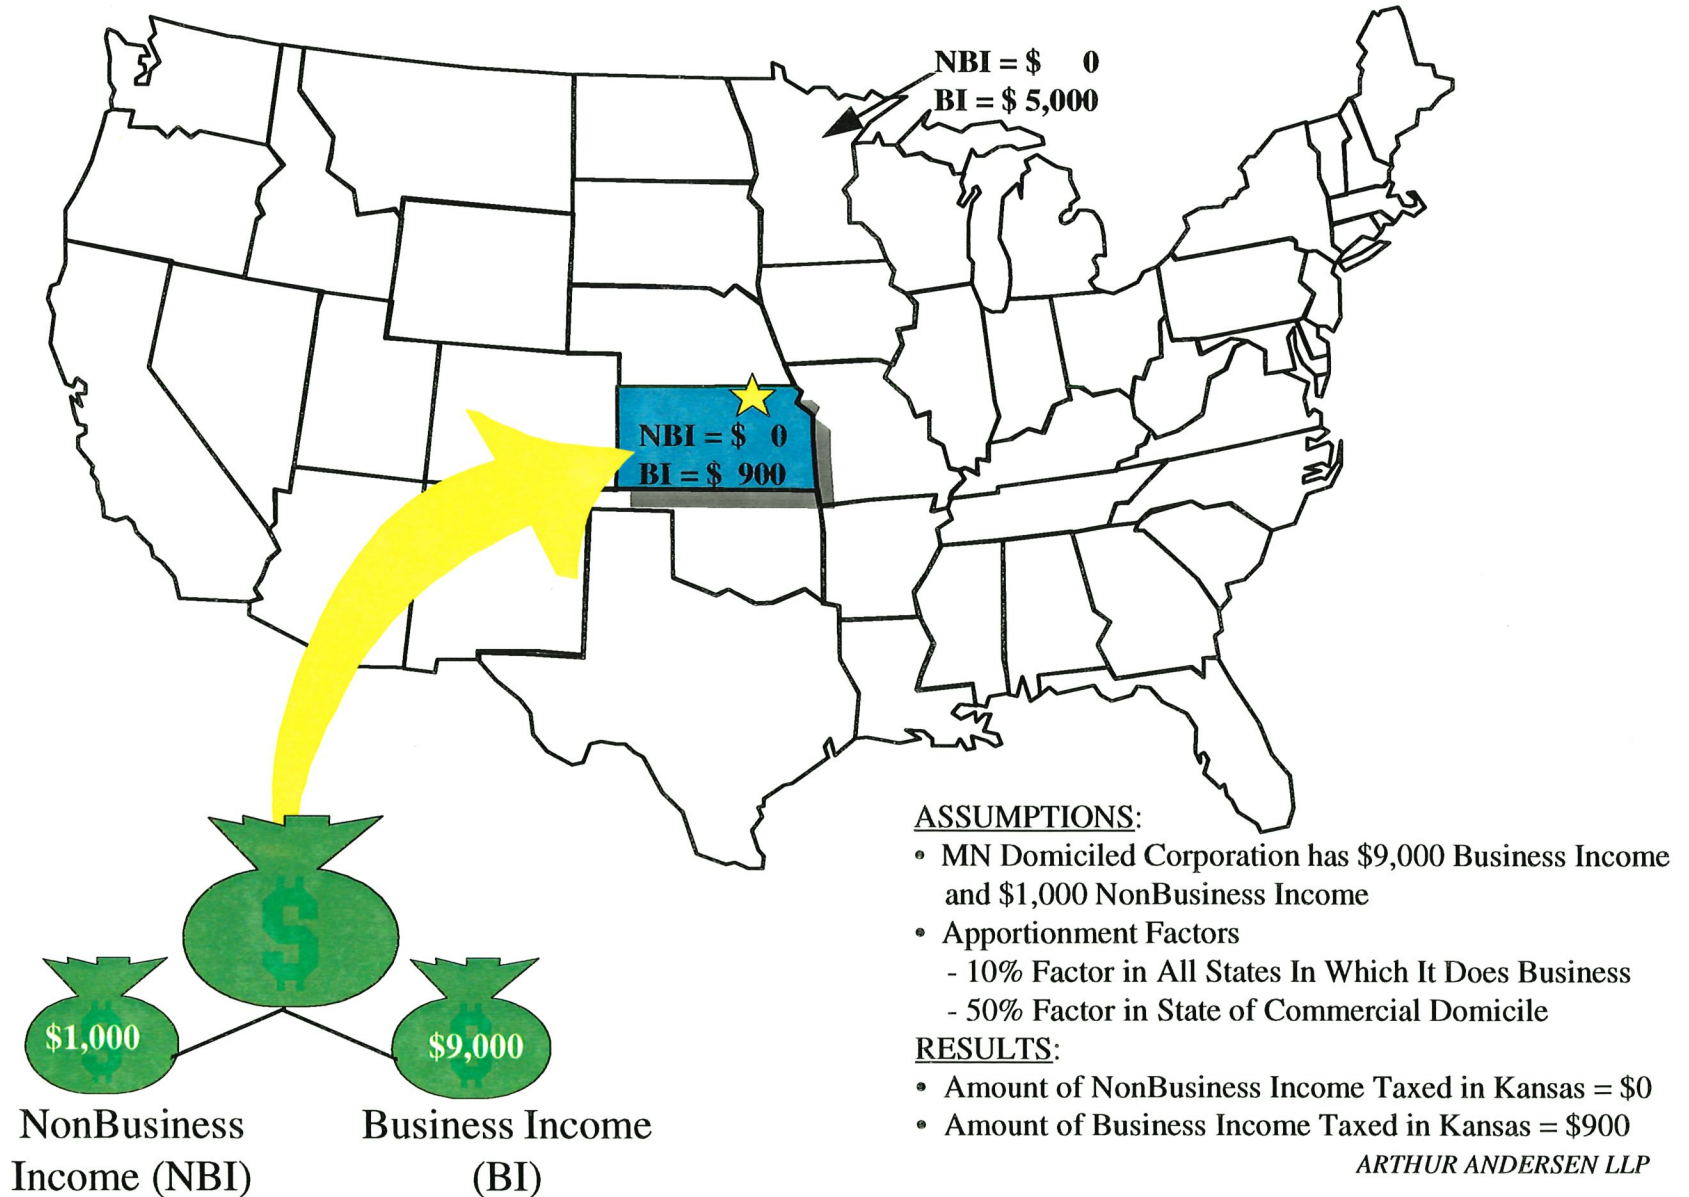 NBI = $ 0
BI = $ 5,000
NBI = $ 0
BI = $ 900
$1,000
$9,000
NonBusiness
Income (NBI)
Business Income
(BI)
ASSUMPTIONS:
• MN Domiciled Corporation has $9,000 Business Income
and $1,000 NonBusiness Income
• Apportionment Factors
- 10% Factor in All States In Which It Does Business
- 50% Factor in State of Commercial Domicile
RESULTS:
• Amount of NonBusiness Income Taxed in Kansas = $0
• Amount of Business Income Taxed in Kansas = $900
ARTHUR ANDERSEN LLP